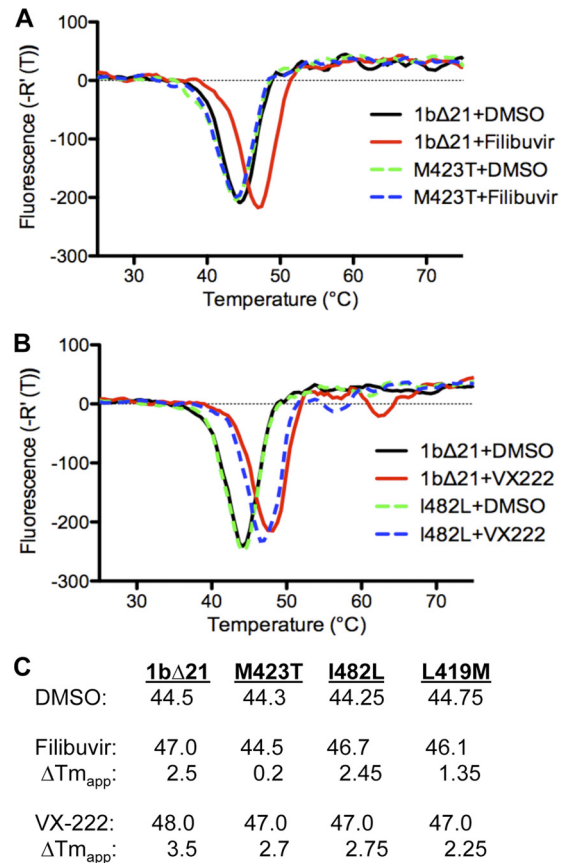 A
100
0
-100
-200
-300
Fluorescence (-R' (T))
30 40 50 60 70
Temperature (°C)
1bΔ21+DMSO
1bΔ21+Filibuvir
M423T+DMSO
M423T+Filibuvir
B
100
0
-100
-200
-300
Fluorescence (-R' (T))
30 40 50 60 70
Temperature (°C)
1bΔ21+DMSO
1bΔ21+VX222
I482L+DMSO
I482L+VX222
C
1bΔ21 M423T I482L L419M
DMSO: 44.5 44.3 44.25 44.75
Filibuvir: 47.0 44.5 46.7 46.1
ΔTmapp: 2.5 0.2 2.45 1.35
VX-222: 48.0 47.0 47.0 47.0
ΔTmapp: 3.5 2.7 2.75 2.25